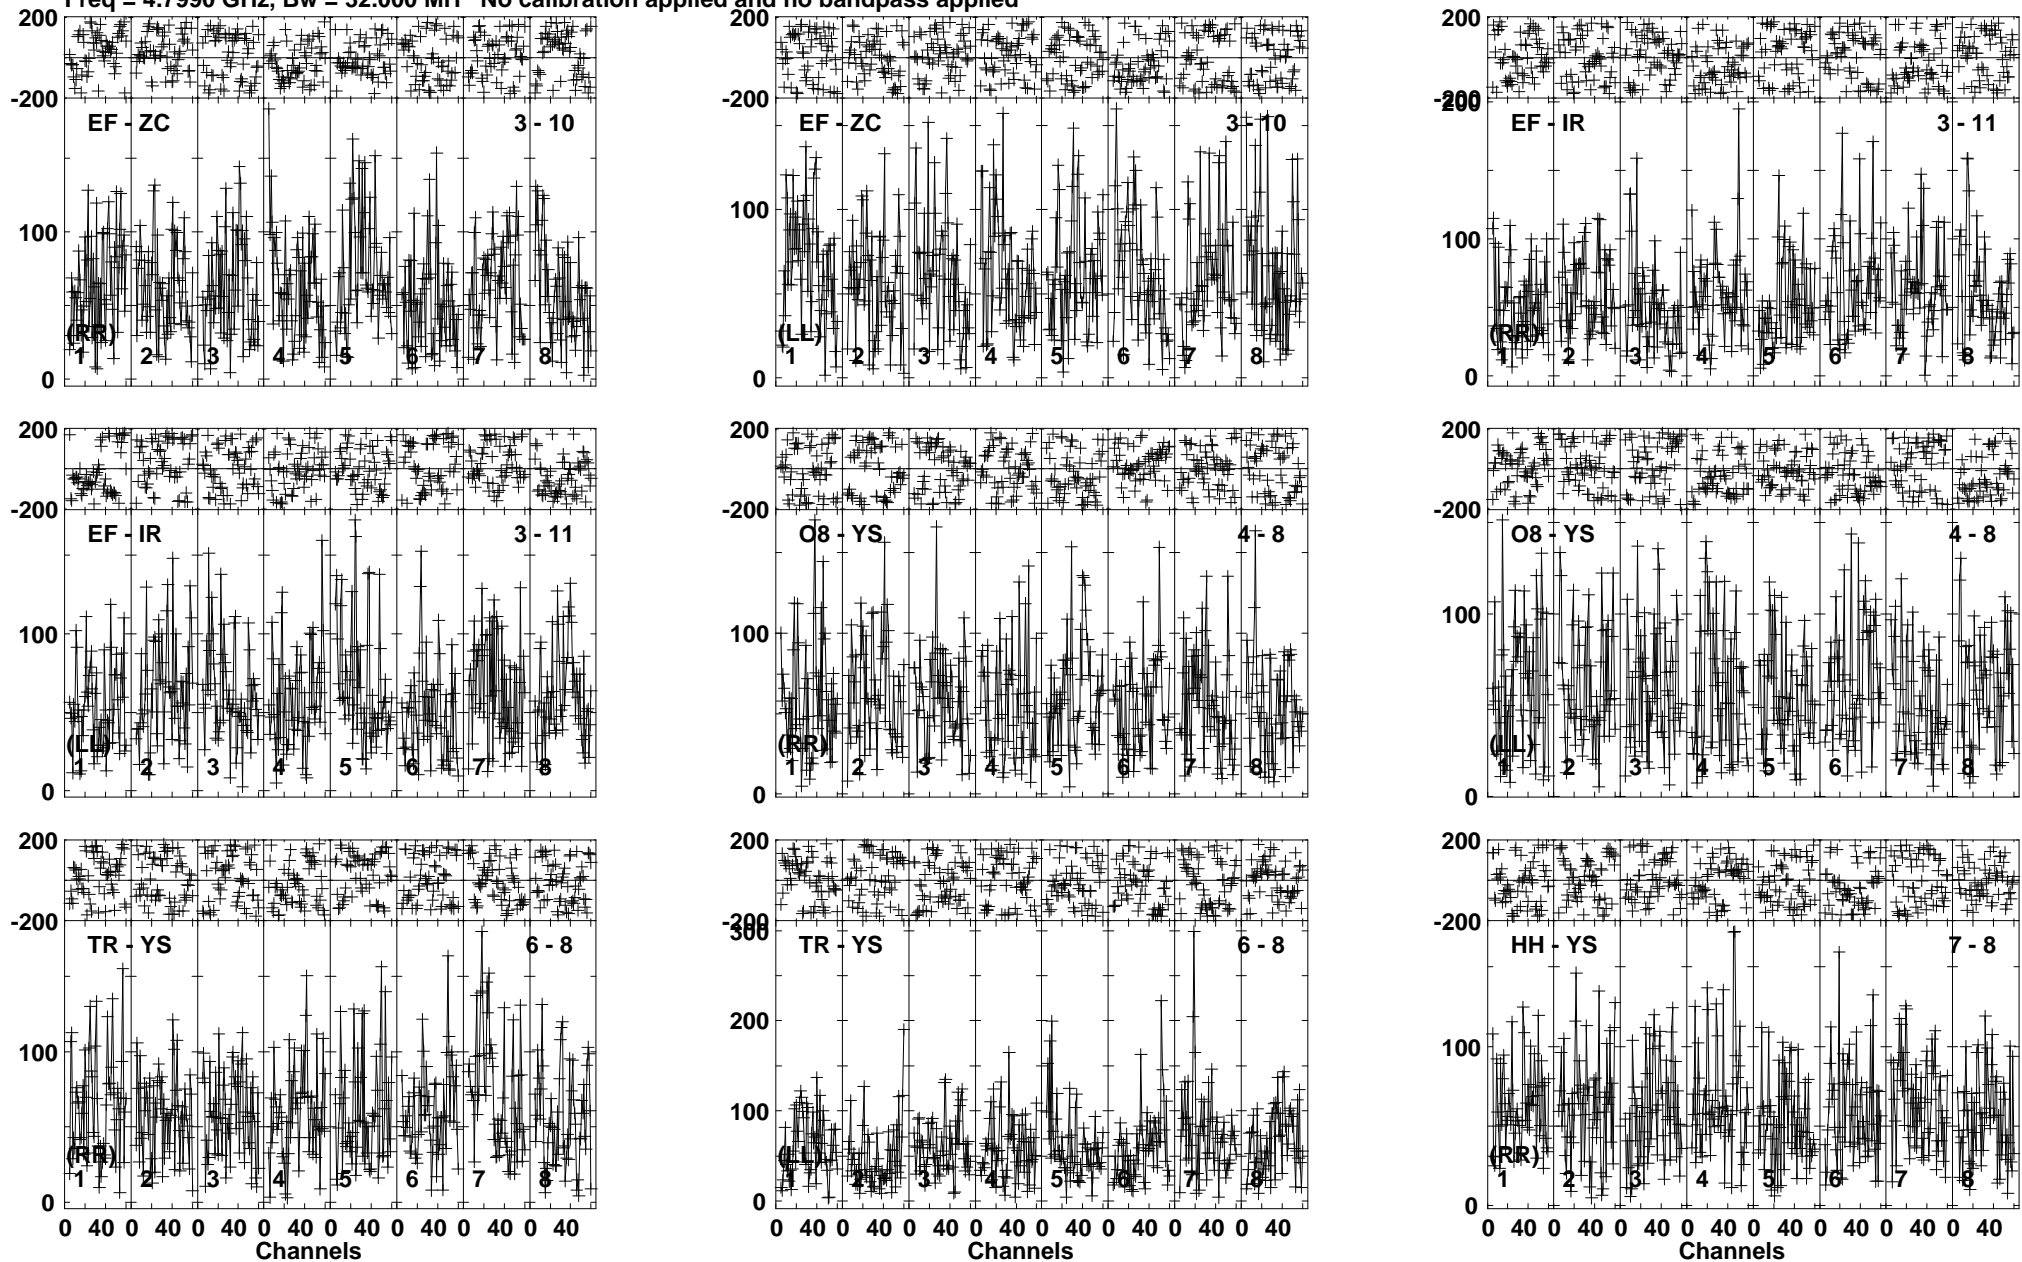 Freq = 4.7990 GHz, Bw = 32.000 MH No calibration applied and no bandpass applied
200 200 200
-200 -200 -200
200
EF - ZC 3 - 10 EF - ZC 3 - 10 EF - IR 3 - 11
100 100 100
(RR) (LL) (RR)
1 2 3 4 5 6 7 8 1 2 3 4 5 6 7 8 1 2 3 4 5 6 7 8
0 0 0
200 200 200
-200 -200 -200
EF - IR 3 - 11 O8 - YS 4 - 8 O8 - YS 4 - 8
100 100 100
(LL) (RR) (LL)
1 2 3 4 5 6 7 8 1 2 3 4 5 6 7 8 1 2 3 4 5 6 7 8
0 0 0
200 200 200
-200 -200 -200
300
TR - YS 6 - 8 TR - YS 6 - 8 HH - YS 7 - 8
200
100 100 100
(RR) (LL) (RR)
1 2 3 4 5 6 7 8 1 2 3 4 5 6 7 8 1 2 3 4 5 6 7 8
0 0 0
0 40 0 40 0 40 0 40 0 40 0 40 0 40 0 40 0 40 0 40 0 40 0 40 0 40 0 40 0 40 0 40 0 40 0 40 0 40 0 40 0 40 0 40 0 40 0 40
Channels Channels